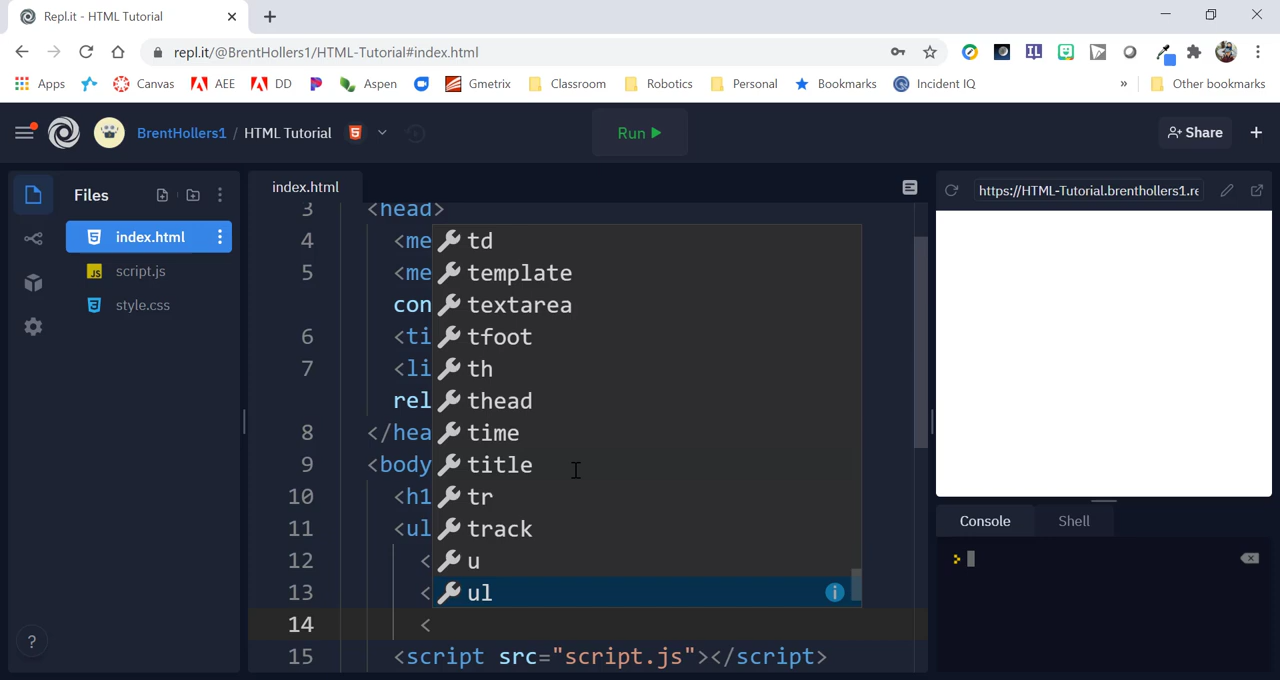 Repl.it - HTML Tutorial
repl.it/@BrentHollers1/HTML-Tutorial#index.html
Apps Canvas AEE DD Aspen Gmetrix Classroom Robotics Personal Bookmarks Incident IQ » Other bookmarks
BrentHollers1 / HTML Tutorial
Run
Share
Files
index.html
script.js
style.css
index.html
3 <head>
4 <me
5 <me
con
6 <ti
7 <li
rel
8 </hea
9 <body
10 <h1
11 <ul
12 <
13 <
14 <
15 <script src="script.js"></script>
td
template
textarea
tfoot
th
thead
time
title
tr
track
u
ul
https://HTML-Tutorial.brenthollers1.re
Console Shell
?